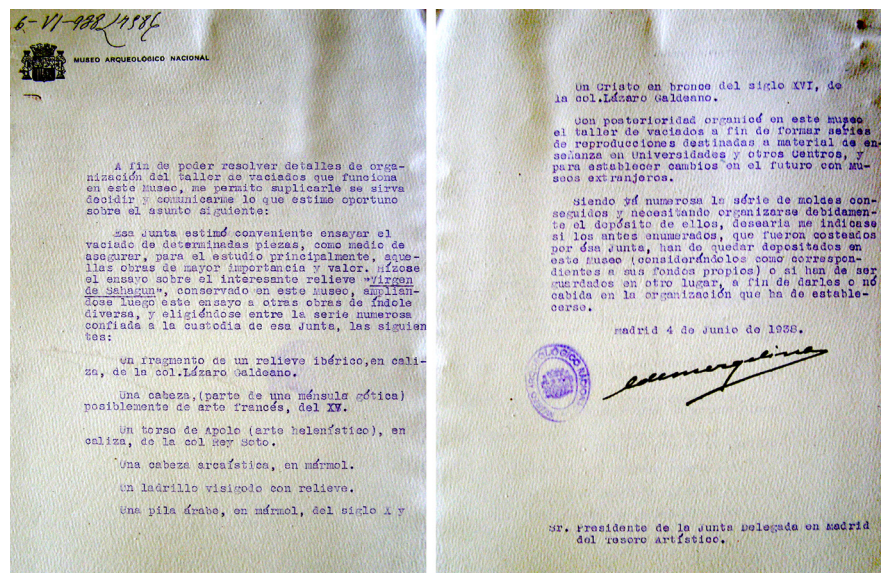 6-VI-938/4386
MUSEO ARQUEOLÓGICO NACIONAL
A fin de poder resolver detalles de orga-
nización del taller de vaciados que funciona
en este Museo, me permito suplicarle se sirva
decidir y comunicarme lo que estime oportuno
sobre el asunto siguiente:
Esa Junta estimó conveniente ensayar el
vaciado de determinadas piezas, como medio de
asegurar, para el estudio principalmente, aque-
llas obras de mayor importancia y valor. Hízose
el ensayo sobre el interesante relieve "Virgen
de Sahagun", conservado en este Museo, amplian-
dose luego este ensayo a otras obras de índole
diversa, y eligiéndose entre la serie numerosa
confiada a la custodia de esa Junta, las siguien
tes:
Un fragmento de un relieve ibérico,en cali-
za, de la col.Lázaro Galdeano.
Una cabeza,(parte de una ménsula gótica)
posiblemente de arte francés, del XV.
Un torso de Apolo (arte helenístico), en
caliza, de la col Rey Soto.
Una cabeza arcaística, en mármol.
Un ladrillo visigodo con relieve.
Una pila árabe, en mármol, del siglo X y
Un Cristo en bronce del siglo XVI, de
la col.Lázaro Galdeano.
Con posterioridad organicé en este Museo
el taller de vaciados a fin de formar séries
de reproducciones destinadas a material de en-
señanza en Universidades y otros Centros, y
para establecer cambios en el futuro con Mu-
seos extranjeros.
Siendo yá numerosa la série de moldes con-
seguidos y necesitando organizarse debidamen-
te el depósito de ellos, desearia me indicase
si los antes enumerados, que fueron costeados
por ésa Junta, han de quedar depositados en
este Museo (considerándolos como correspon-
dientes a sus fondos propios) o si han de ser
guardados en otro lugar, a fin de darles o nó
cabida en la organización que ha de estable-
cerse.
Madrid 4 de Junio de 1938.
MUSEO ARQUEOLÓGICO NACIONAL
Sr. Presidente de la Junta Delegada en Madrid
del Tesoro Artístico.